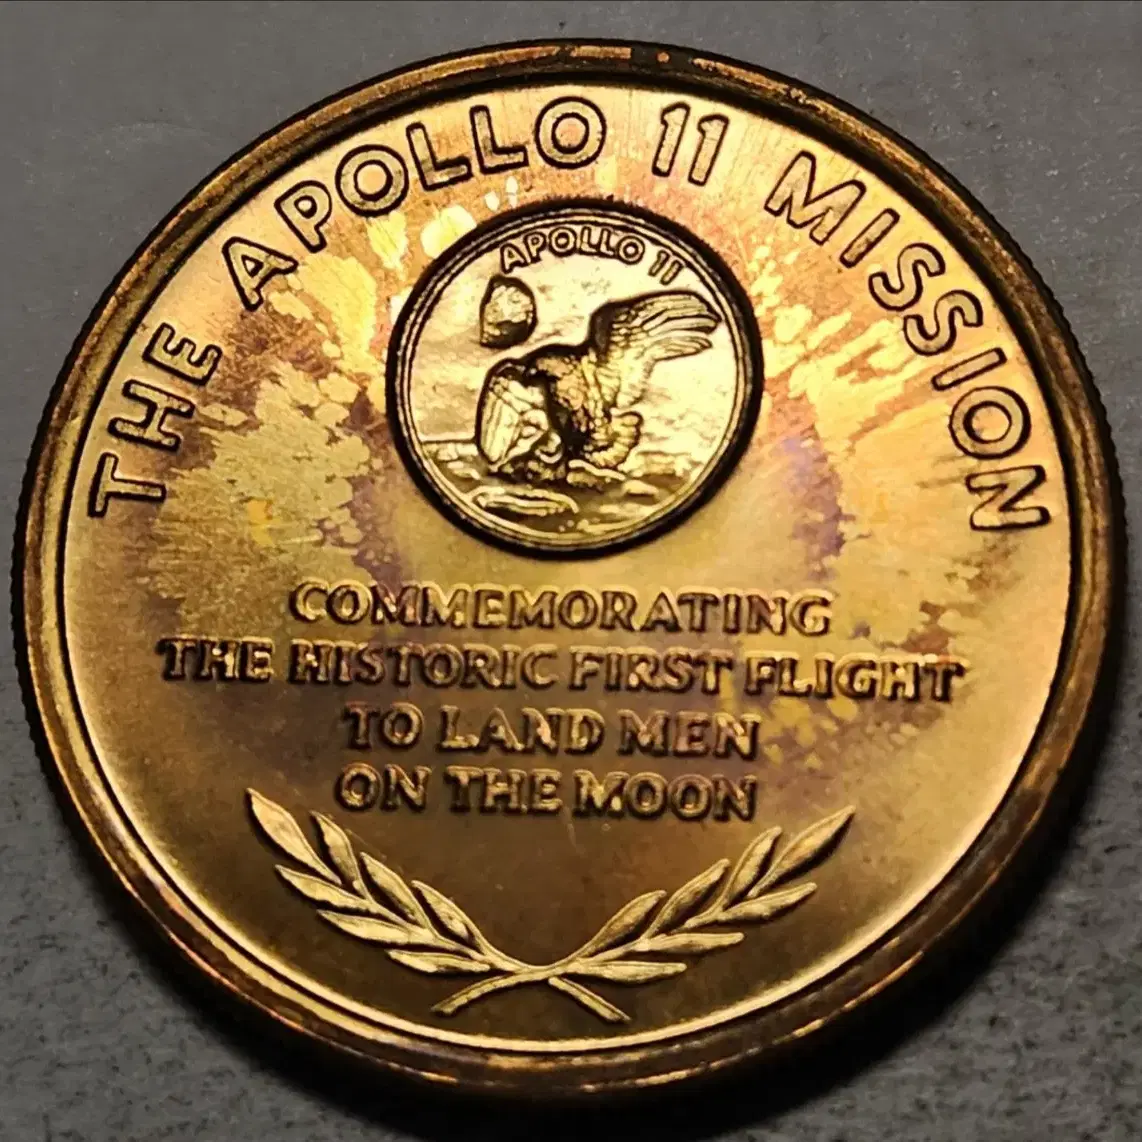 THE APOLLO 11 MISSION
APOLLO 11
COMMEMORATING
THE HISTORIC FIRST FLIGHT
TO LAND MEN
ON THE MOON